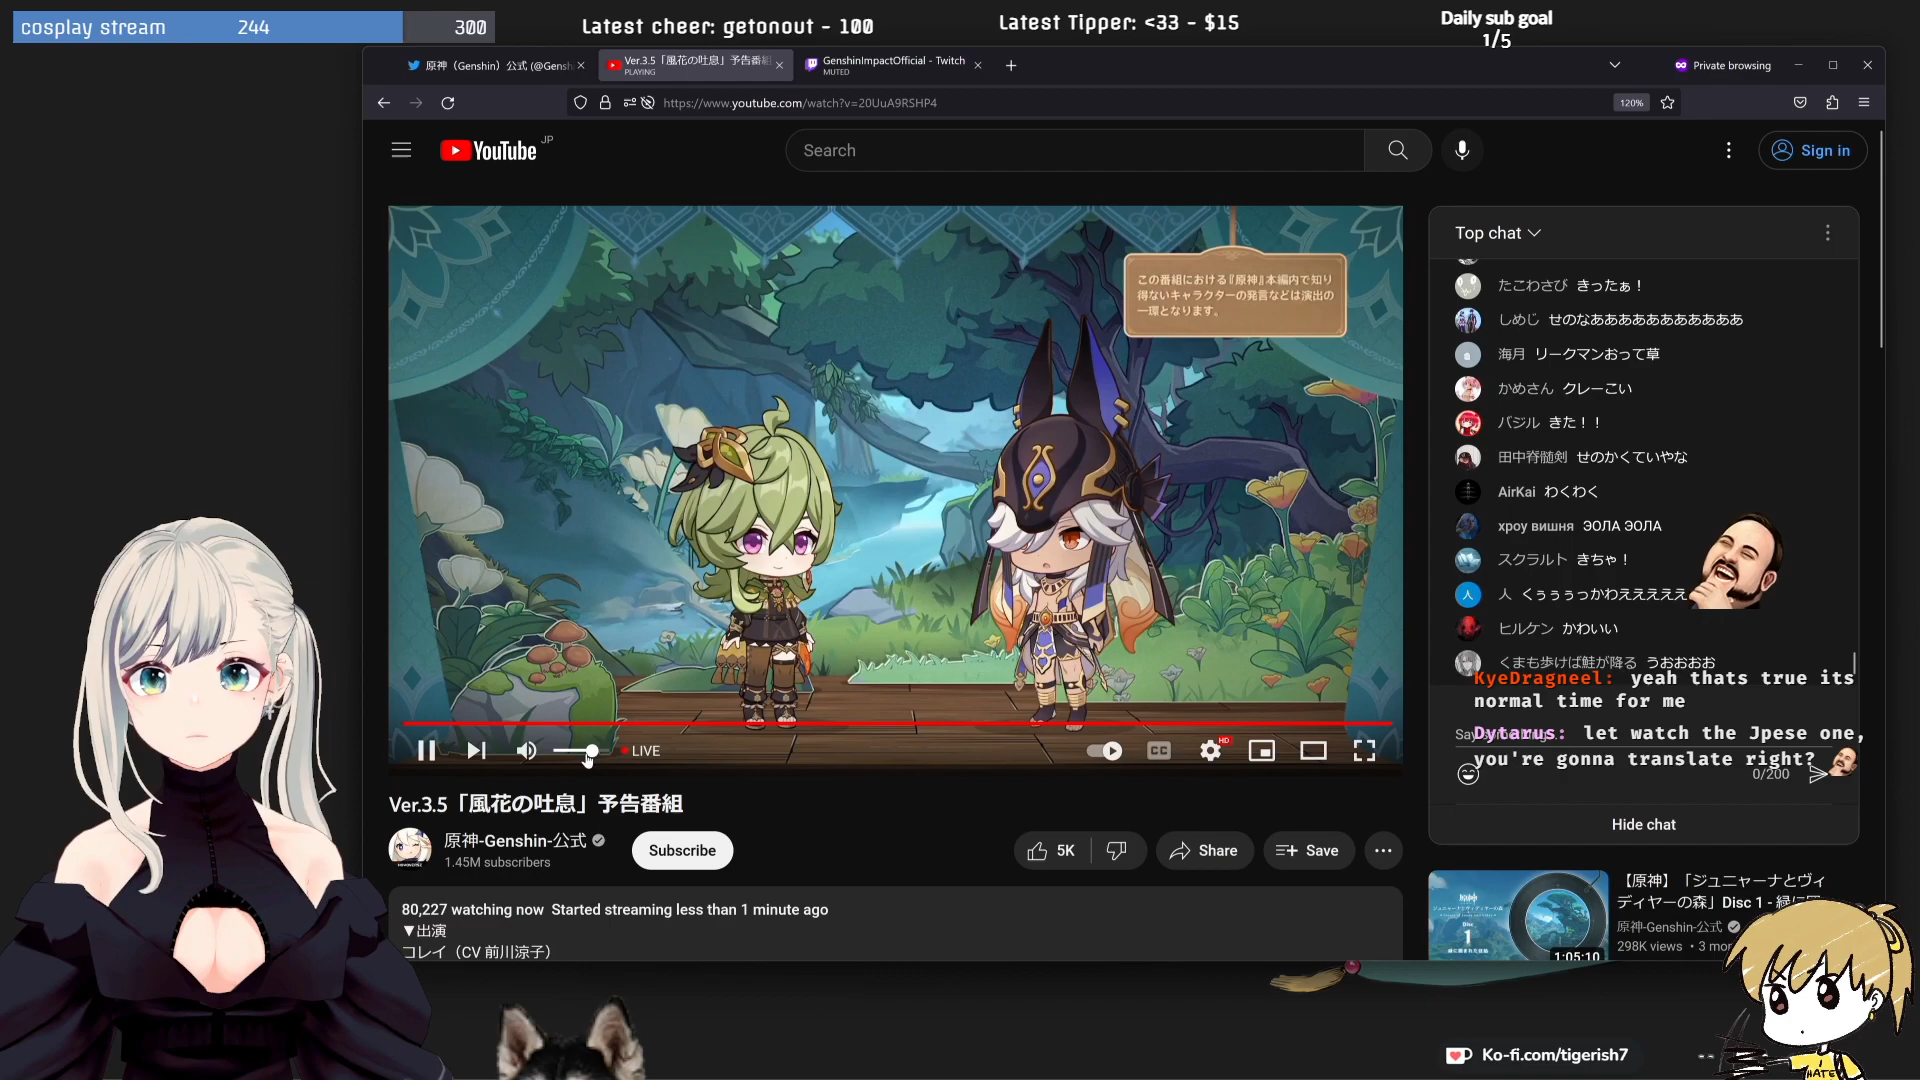 cosplay stream 244 300
Latest cheer: getonout - 100
Latest Tipper: <33 - $15
Daily sub goal
1/5
原神（Genshin）公式 (@Gensh
Ver.3.5「風花の吐息」予告番組
PLAYING
GenshinImpactOfficial - Twitch
MUTED
Private browsing
https://www.youtube.com/watch?v=20UuA9RSHP4
120%
YouTube JP
Search
Sign in
この番組における『原神』本編内で知り
得ないキャラクターの発言などは演出の
一環となります。
Top chat
たこわさび きったぁ！
しめじ せのなあああああああああああ
海月 リークマンおって草
かめさん クレーこい
バジル きた！！
田中脊髄剣 せのかくていやな
AirKai わくわく
хроу вишня ЭОЛА ЭОЛА
スクラルト きちゃ！
人 人 くぅぅぅっかわえええええ
ヒルケン かわいい
くまも歩けば鮭が降る うおおおお
KyeDragneel: yeah thats true its
normal time for me
Dytarus: let watch the Jpese one,
you're gonna translate right?
0/200
Hide chat
LIVE
CC
HD
Ver.3.5「風花の吐息」予告番組
原神-Genshin-公式
1.45M subscribers
Subscribe
5K
Share
Save
80,227 watching now Started streaming less than 1 minute ago
▼出演
コレイ（CV 前川涼子）
【原神】「ジュニャーナとヴィ
ディヤーの森」Disc 1 -
原神-Genshin-公式
298K views • 3
Disc
1
1:05:10
Ko-fi.com/tigerish7
I
HATE